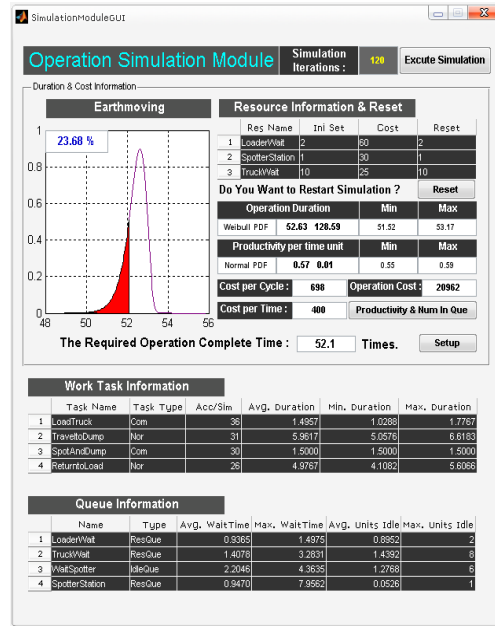 SimulationModuleGUI
Operation Simulation Module Simulation Iterations : 120 Excute Simulation
Duration & Cost Information
Earthmoving
23.68 %
1
0.8
0.6
0.4
0.2
0
48 50 52 54 56
Resource Information & Reset
Res Name Ini Set Cost Reset
1 LoaderWait 2 60 2
2 SpotterStation 1 30 1
3 TruckWait 10 25 10
Do You Want to Restart Simulation ? Reset
Operation Duration Min Max
Weibull PDF 52.63 128.59 51.52 53.17
Productivity per time unit Min Max
Normal PDF 0.57 0.01 0.55 0.59
Cost per Cycle : 698 Operation Cost : 20962
Cost per Time : 400 Productivity & Num In Que
The Required Operation Complete Time : 52.1 Times. Setup
Work Task Information
Task Name Task Type Acc/Sim Avg. Duration Min. Duration Max. Duration
1 LoadTruck Com 36 1.4957 1.0288 1.7767
2 TraveltoDump Nor 31 5.9617 5.0576 6.6183
3 SpotAndDump Com 30 1.5000 1.5000 1.5000
4 ReturntoLoad Nor 26 4.9767 4.1082 5.6066
Queue Information
Name Type Avg. WaitTime Max. WaitTime Avg. Units Idle Max. Units Idle
1 LoaderWait ResQue 0.9365 1.4975 0.8952 2
2 TruckWait ResQue 1.4078 3.2831 1.4392 8
3 WaitSpotter IdleQue 2.2046 4.3635 1.2768 6
4 SpotterStation ResQue 0.9470 7.9562 0.0526 1